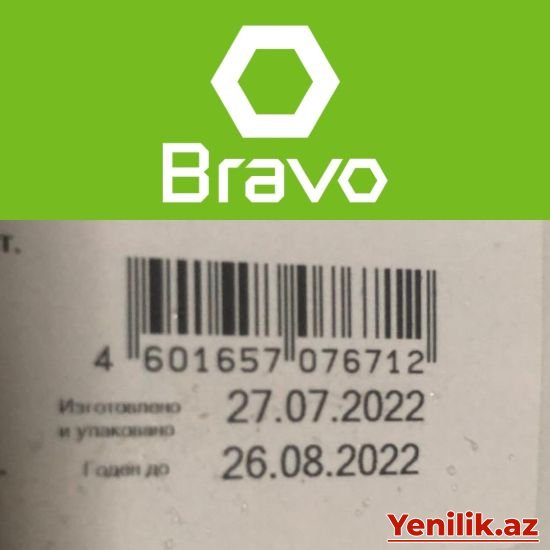 Bravo
т.
4 601657 076712
Изготовлено 27.07.2022
и упаковано
Годен до 26.08.2022
Yenilik.az